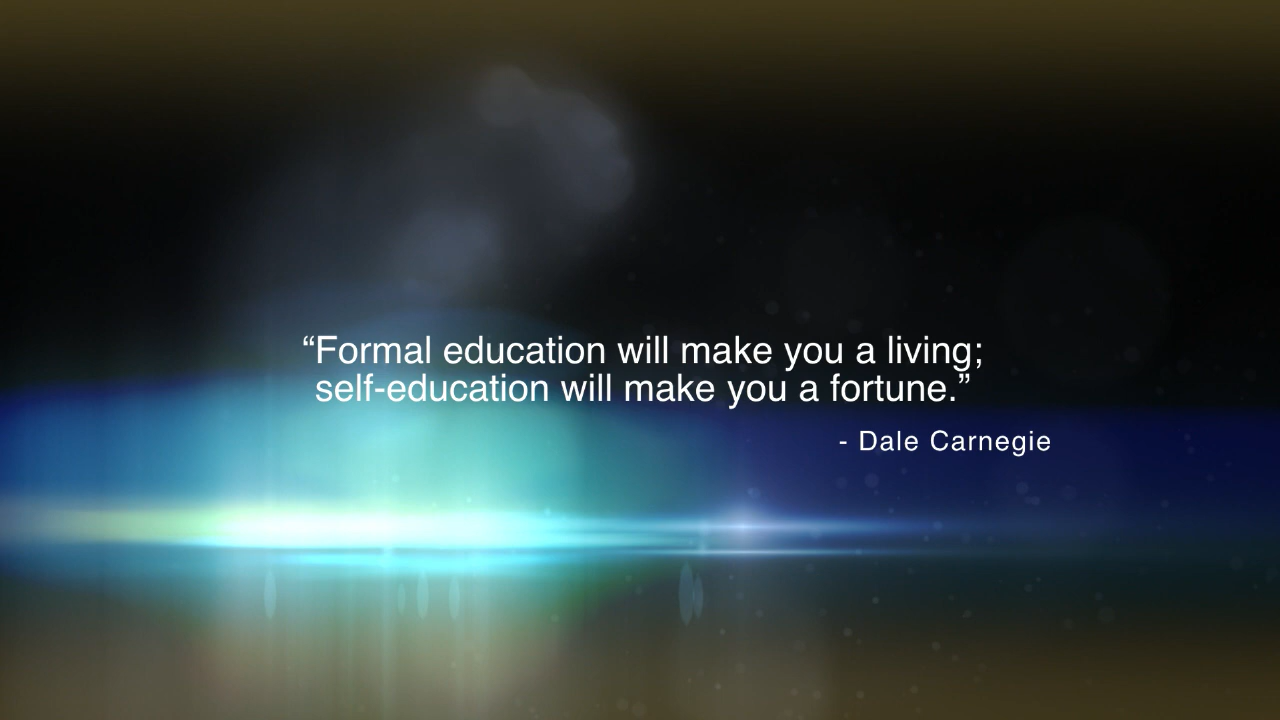 “Formal education will make you a living;
self-education will make you a fortune.”
- Dale Carnegie